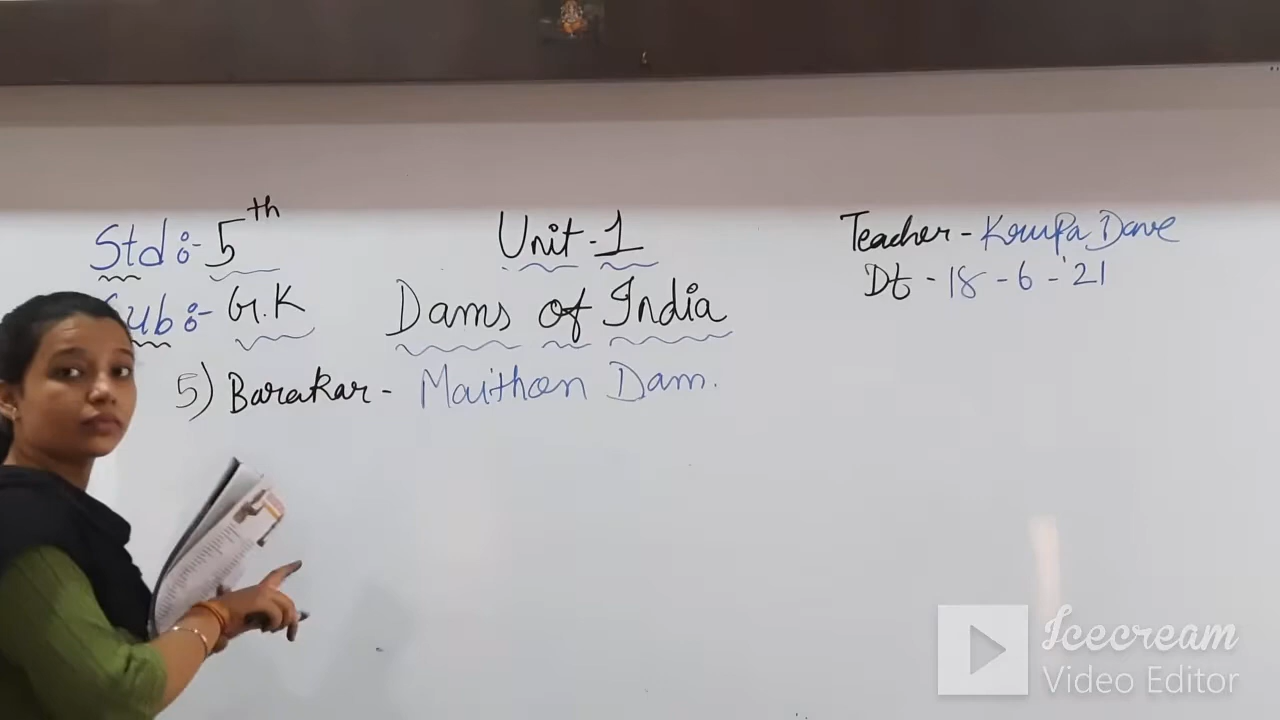 Std :- 5th
Unit - 1
Teacher - Krupa Dave
Sub :- G.K
Dams of India
Dt - 18 - 6 - '21
5) Barakar - Maithon Dam.
Icecream
Video Editor